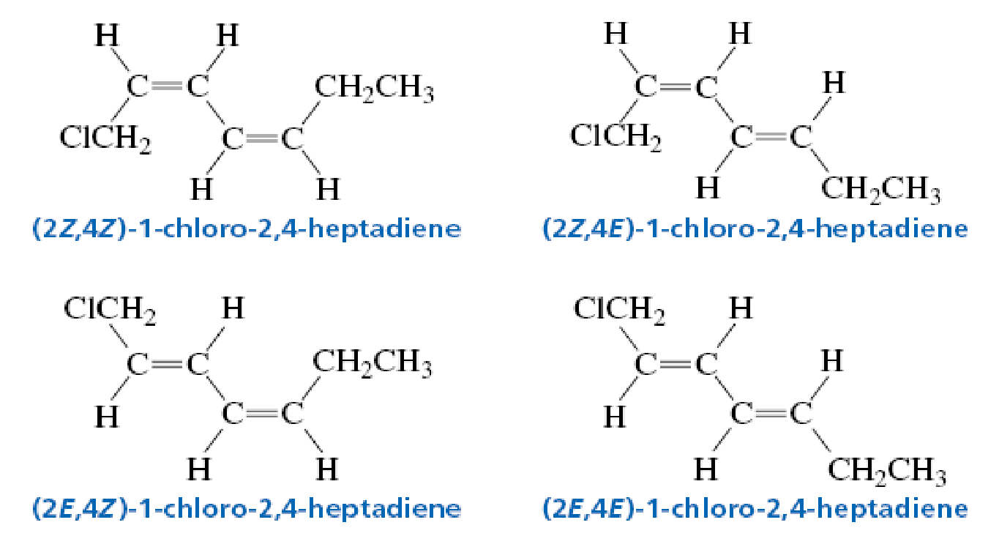 H H H H
C=C CH₂CH₃ C=C H
ClCH₂ C=C ClCH₂ C=C
H H H CH₂CH₃
(2Z,4Z)-1-chloro-2,4-heptadiene (2Z,4E)-1-chloro-2,4-heptadiene
ClCH₂ H ClCH₂ H
C=C CH₂CH₃ C=C H
H C=C H C=C
H H H CH₂CH₃
(2E,4Z)-1-chloro-2,4-heptadiene (2E,4E)-1-chloro-2,4-heptadiene